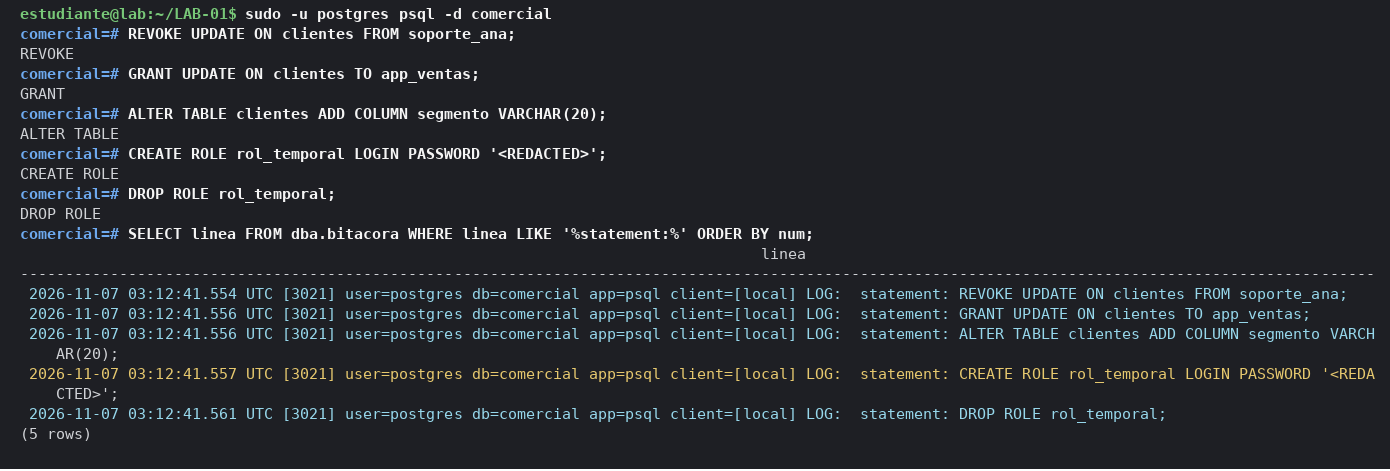 estudiante@lab:~/LAB-01$ sudo -u postgres psql -d comercial
comercial=# REVOKE UPDATE ON clientes FROM soporte_ana;
REVOKE
comercial=# GRANT UPDATE ON clientes TO app_ventas;
GRANT
comercial=# ALTER TABLE clientes ADD COLUMN segmento VARCHAR(20);
ALTER TABLE
comercial=# CREATE ROLE rol_temporal LOGIN PASSWORD '<REDACTED>';
CREATE ROLE
comercial=# DROP ROLE rol_temporal;
DROP ROLE
comercial=# SELECT linea FROM dba.bitacora WHERE linea LIKE '%statement:%' ORDER BY num;
linea
------------------------------------------------------------------------------------------------------------------------------------------------------
2026-11-07 03:12:41.554 UTC [3021] user=postgres db=comercial app=psql client=[local] LOG:  statement: REVOKE UPDATE ON clientes FROM soporte_ana;
2026-11-07 03:12:41.556 UTC [3021] user=postgres db=comercial app=psql client=[local] LOG:  statement: GRANT UPDATE ON clientes TO app_ventas;
2026-11-07 03:12:41.556 UTC [3021] user=postgres db=comercial app=psql client=[local] LOG:  statement: ALTER TABLE clientes ADD COLUMN segmento VARCH
AR(20);
2026-11-07 03:12:41.557 UTC [3021] user=postgres db=comercial app=psql client=[local] LOG:  statement: CREATE ROLE rol_temporal LOGIN PASSWORD '<REDA
CTED>';
2026-11-07 03:12:41.561 UTC [3021] user=postgres db=comercial app=psql client=[local] LOG:  statement: DROP ROLE rol_temporal;
(5 rows)